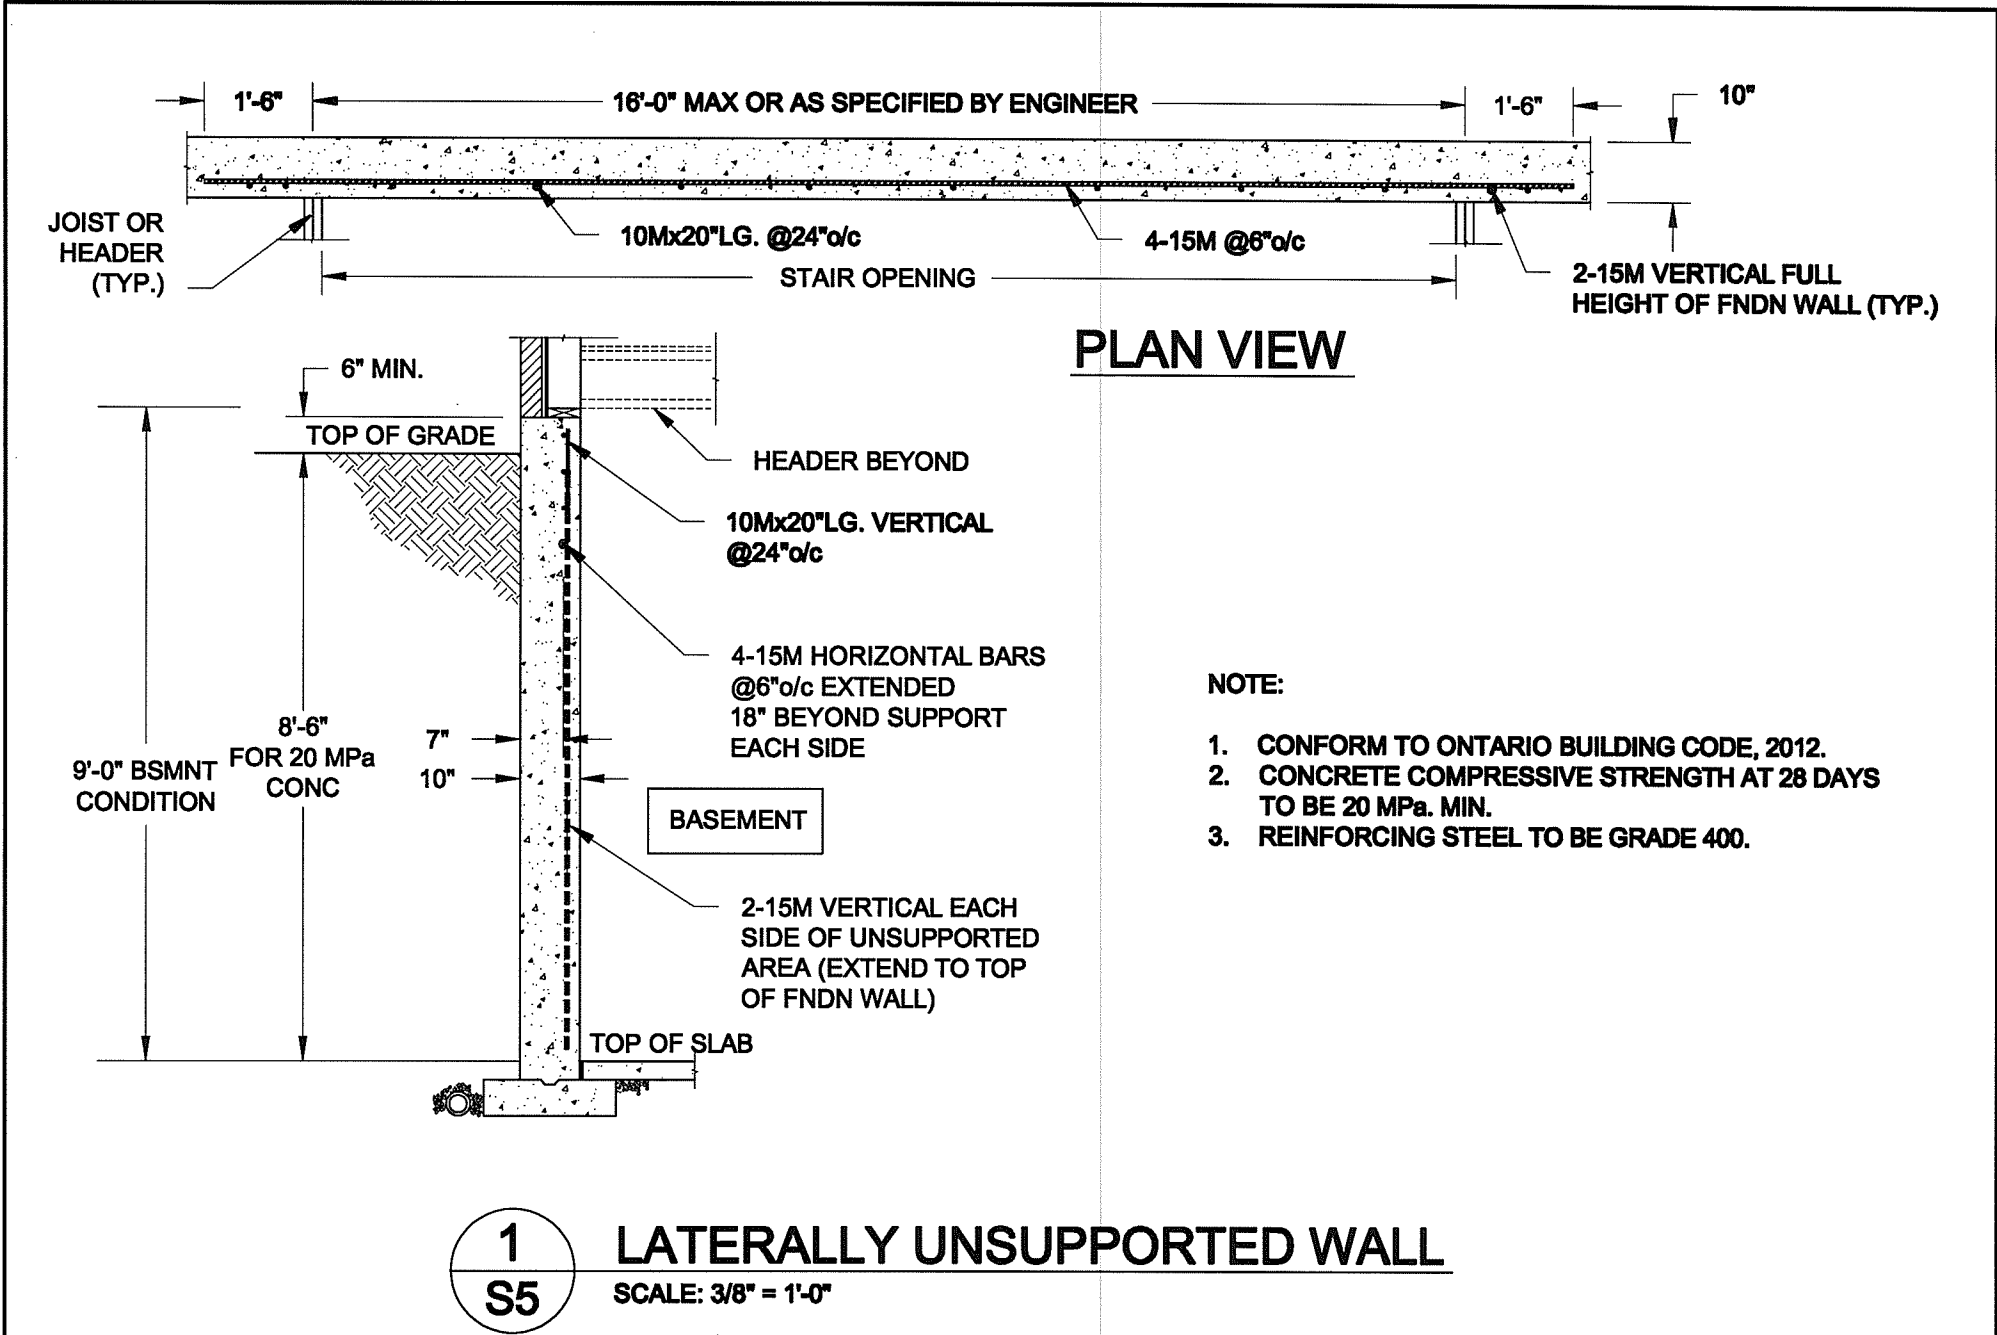 1'-6"
16'-0" MAX OR AS SPECIFIED BY ENGINEER
1'-6"
10"
JOIST OR
HEADER
(TYP.)
10Mx20"LG. @24"o/c
4-15M @6"o/c
STAIR OPENING
2-15M VERTICAL FULL
HEIGHT OF FNDN WALL (TYP.)
PLAN VIEW
6" MIN.
TOP OF GRADE
HEADER BEYOND
10Mx20"LG. VERTICAL
@24"o/c
4-15M HORIZONTAL BARS
@6"o/c EXTENDED
18" BEYOND SUPPORT
EACH SIDE
7"
10"
8'-6"
FOR 20 MPa
CONC
9'-0" BSMNT
CONDITION
BASEMENT
2-15M VERTICAL EACH
SIDE OF UNSUPPORTED
AREA (EXTEND TO TOP
OF FNDN WALL)
TOP OF SLAB
NOTE:
1. CONFORM TO ONTARIO BUILDING CODE, 2012.
2. CONCRETE COMPRESSIVE STRENGTH AT 28 DAYS
TO BE 20 MPa. MIN.
3. REINFORCING STEEL TO BE GRADE 400.
1
S5
LATERALLY UNSUPPORTED WALL
SCALE: 3/8" = 1'-0"